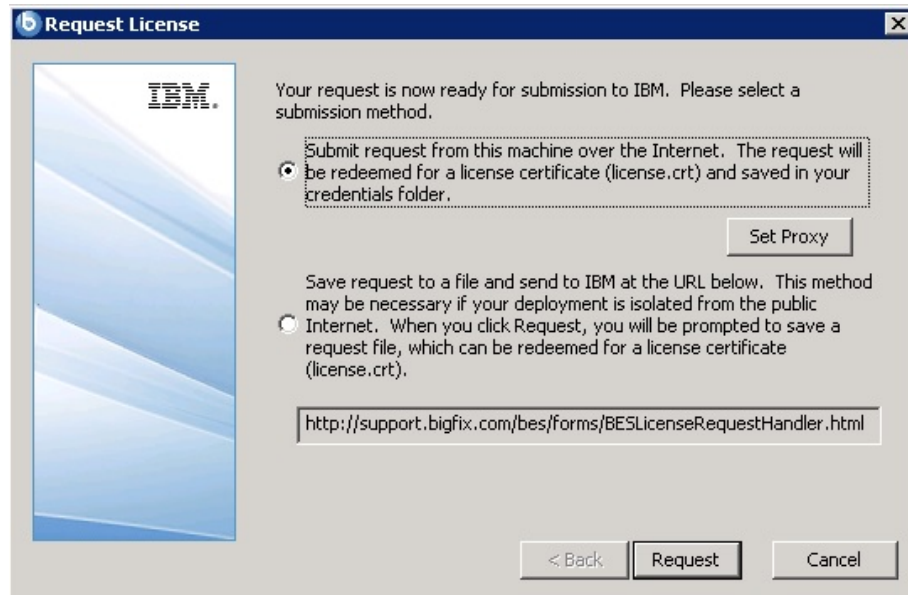 Request License
IBM.
Your request is now ready for submission to IBM.  Please select a
submission method.
Submit request from this machine over the Internet.  The request will
be redeemed for a license certificate (license.crt) and saved in your
credentials folder.
Set Proxy
Save request to a file and send to IBM at the URL below.  This method
may be necessary if your deployment is isolated from the public
Internet.  When you click Request, you will be prompted to save a
request file, which can be redeemed for a license certificate
(license.crt).
http://support.bigfix.com/bes/forms/BESLicenseRequestHandler.html
< Back
Request
Cancel